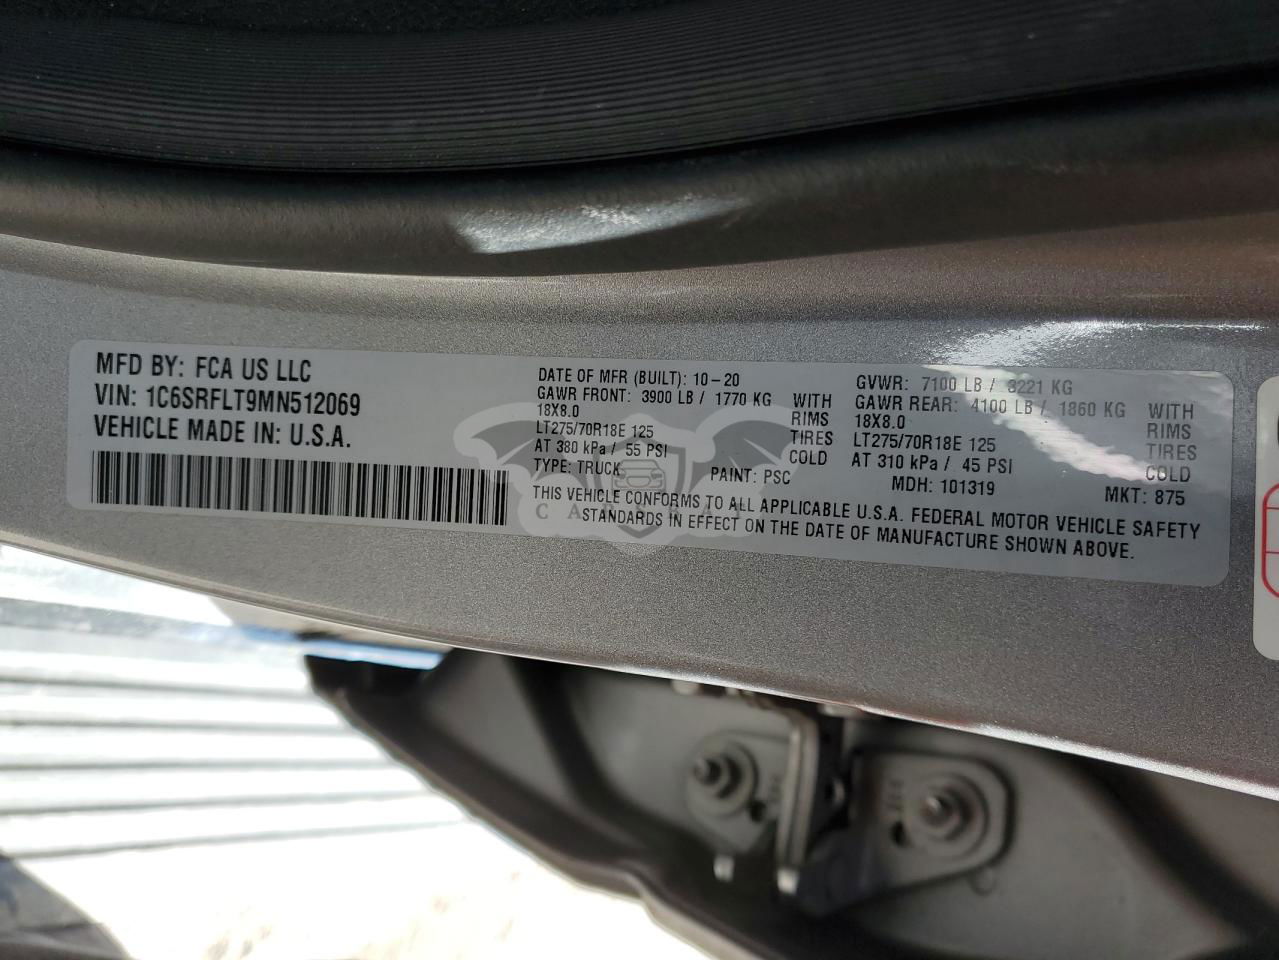 MFD BY: FCA US LLC
VIN: 1C6SRFLT9MN512069
VEHICLE MADE IN: U.S.A.
DATE OF MFR (BUILT): 10-20
GAWR FRONT: 3900 LB / 1770 KG WITH
18X8.0 RIMS
LT275/70R18E 125 TIRES
AT 380 kPa / 55 PSI COLD
TYPE: TRUCK PAINT: PSC
GVWR: 7100 LB / 3221 KG
GAWR REAR: 4100 LB / 1860 KG WITH
18X8.0 RIMS
LT275/70R18E 125 TIRES
AT 310 kPa / 45 PSI COLD
MDH: 101319 MKT: 875
THIS VEHICLE CONFORMS TO ALL APPLICABLE U.S.A. FEDERAL MOTOR VEHICLE SAFETY
STANDARDS IN EFFECT ON THE DATE OF MANUFACTURE SHOWN ABOVE.